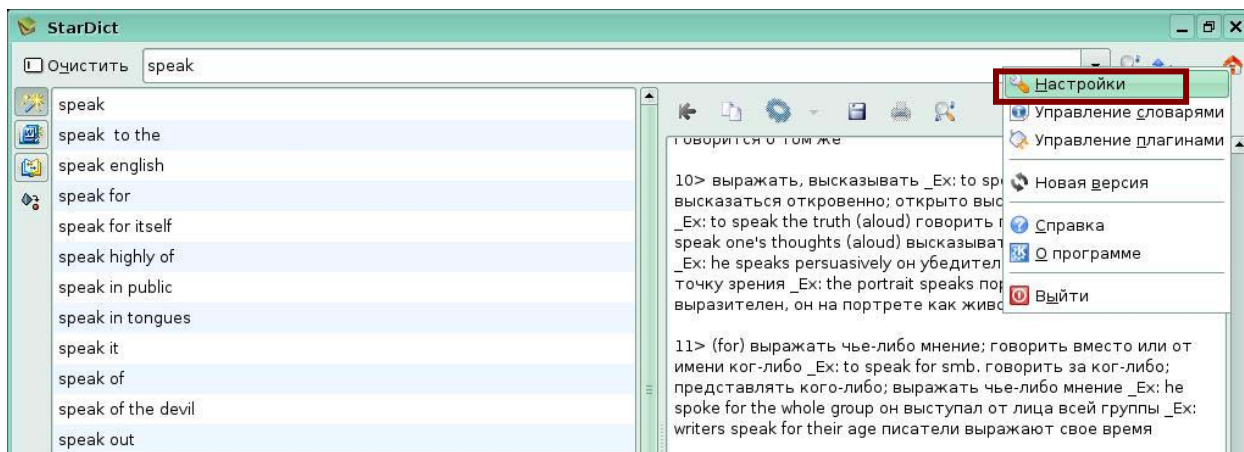 StarDict
Очистить speak
speak
speak to the
speak english
speak for
speak for itself
speak highly of
speak in public
speak in tongues
speak it
speak of
speak of the devil
speak out
говорится о том же
10> выражать, высказывать _Ex: to spe
высказаться откровенно; открыто выс
_Ex: to speak the truth (aloud) говорить
speak one's thoughts (aloud) высказыват
_Ex: he speaks persuasively он убедител
точку зрения _Ex: the portrait speaks пор
выразителен, он на портрете как живо
11> (for) выражать чье-либо мнение; говорить вместо или от
имени ког-либо _Ex: to speak for smb. говорить за ког-либо;
представлять кого-либо; выражать чье-либо мнение _Ex: he
spoke for the whole group он выступал от лица всей группы _Ex:
writers speak for their age писатели выражают свое время
Настройки
Управление словарями
Управление плагинами
Новая версия
Справка
О программе
Выйти